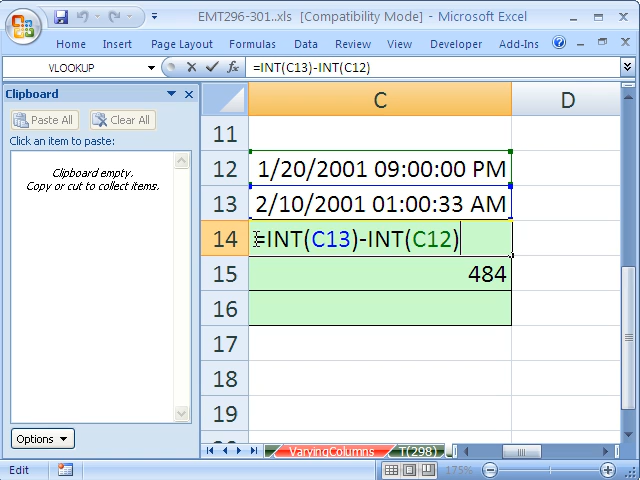 EMT296-301..xls [Compatibility Mode] - Microsoft Excel
Home Insert Page Layout Formulas Data Review View Developer Add-Ins
VLOOKUP fx =INT(C13)-INT(C12)
Clipboard
Paste All Clear All
Click an item to paste:
Clipboard empty.
Copy or cut to collect items.
Options
C D
11
12 1/20/2001 09:00:00 PM
13 2/10/2001 01:00:33 AM
14 =INT(C13)-INT(C12)
15 484
16
17
18
19
VaryingColumns T(298)
Edit 175%